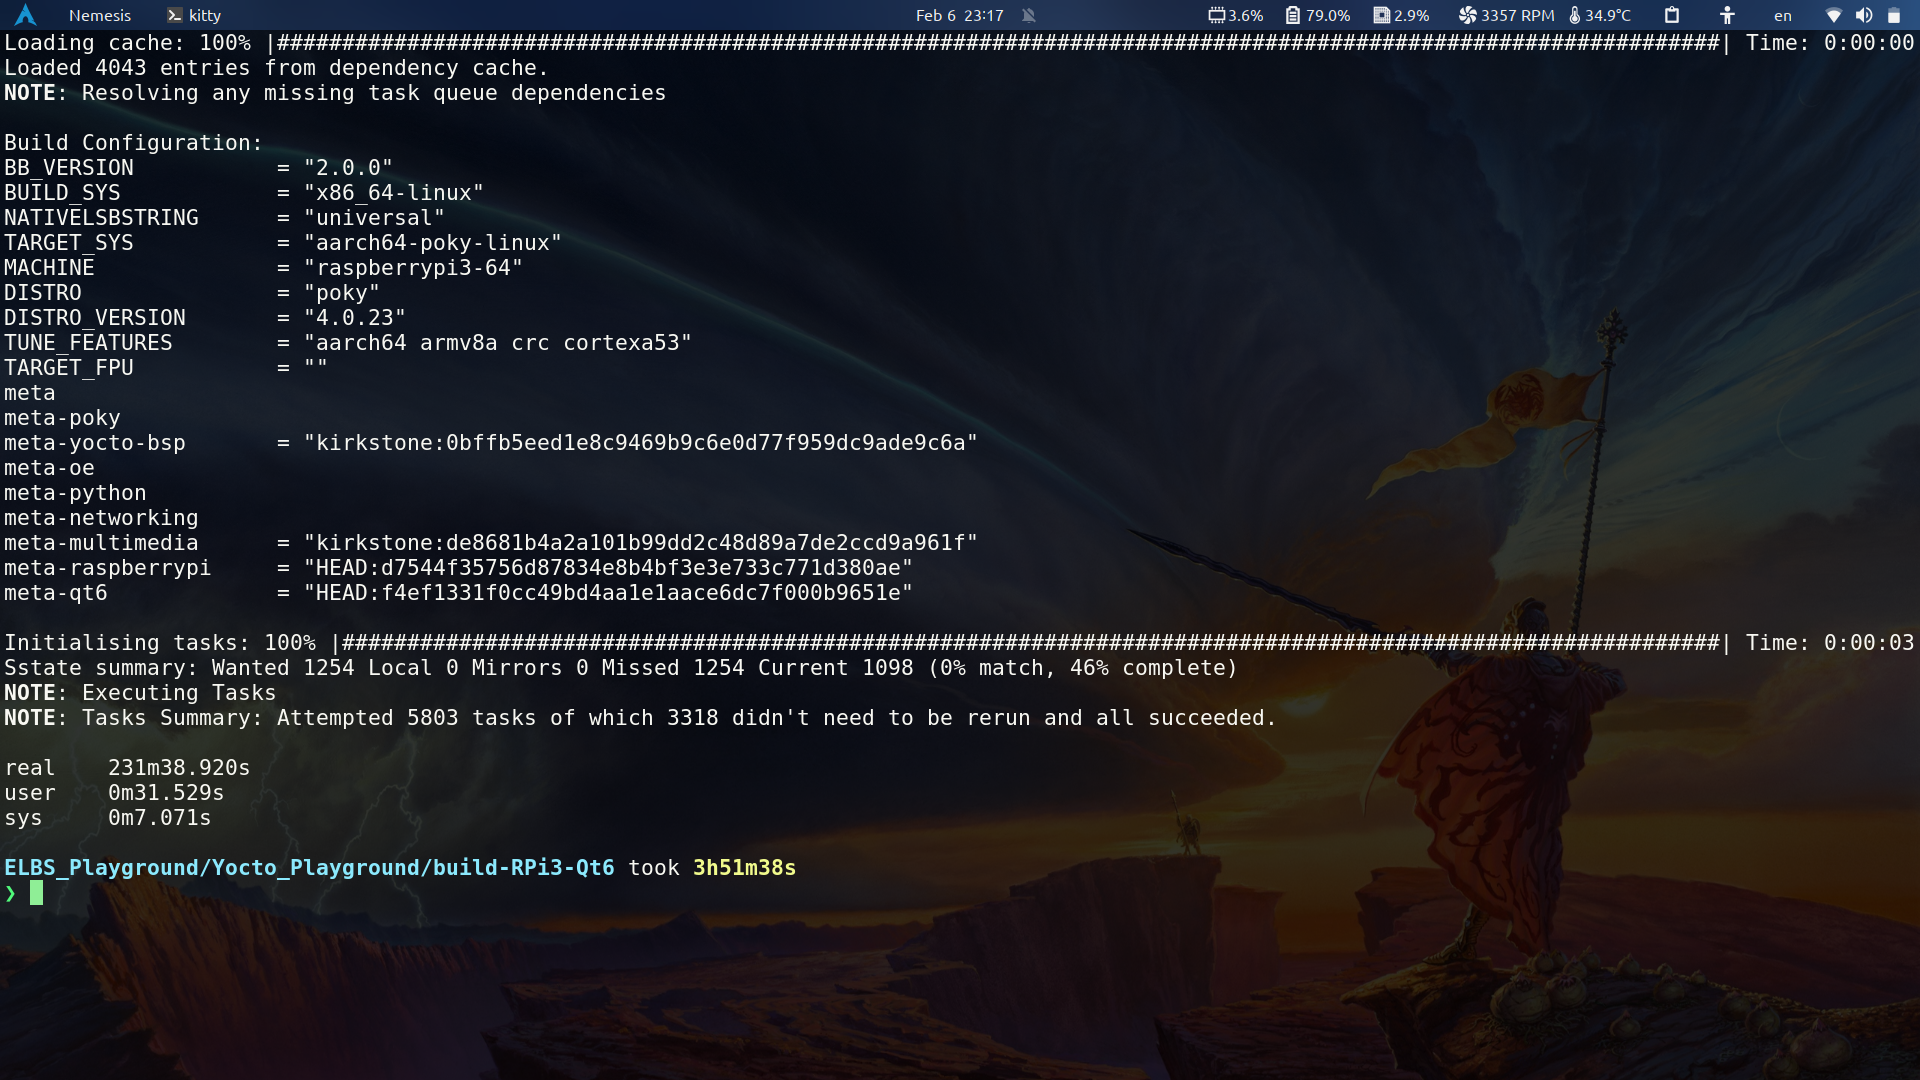 Nemesis kitty Feb 6 23:17 3.6% 79.0% 2.9% 3357 RPM 34.9°C en
Loading cache: 100% |###############################################################################################################| Time: 0:00:00
Loaded 4043 entries from dependency cache.
NOTE: Resolving any missing task queue dependencies
Build Configuration:
BB_VERSION           = "2.0.0"
BUILD_SYS            = "x86_64-linux"
NATIVELSBSTRING      = "universal"
TARGET_SYS           = "aarch64-poky-linux"
MACHINE              = "raspberrypi3-64"
DISTRO               = "poky"
DISTRO_VERSION       = "4.0.23"
TUNE_FEATURES        = "aarch64 armv8a crc cortexa53"
TARGET_FPU           = ""
meta
meta-poky
meta-yocto-bsp       = "kirkstone:0bffb5eed1e8c9469b9c6e0d77f959dc9ade9c6a"
meta-oe
meta-python
meta-networking
meta-multimedia      = "kirkstone:de8681b4a2a101b99dd2c48d89a7de2ccd9a961f"
meta-raspberrypi     = "HEAD:d7544f35756d87834e8b4bf3e3e733c771d380ae"
meta-qt6             = "HEAD:f4ef1331f0cc49bd4aa1e1aace6dc7f000b9651e"
Initialising tasks: 100% |##########################################################################################################| Time: 0:00:03
Sstate summary: Wanted 1254 Local 0 Mirrors 0 Missed 1254 Current 1098 (0% match, 46% complete)
NOTE: Executing Tasks
NOTE: Tasks Summary: Attempted 5803 tasks of which 3318 didn't need to be rerun and all succeeded.
real    231m38.920s
user    0m31.529s
sys     0m7.071s
ELBS_Playground/Yocto_Playground/build-RPi3-Qt6 took 3h51m38s
❯